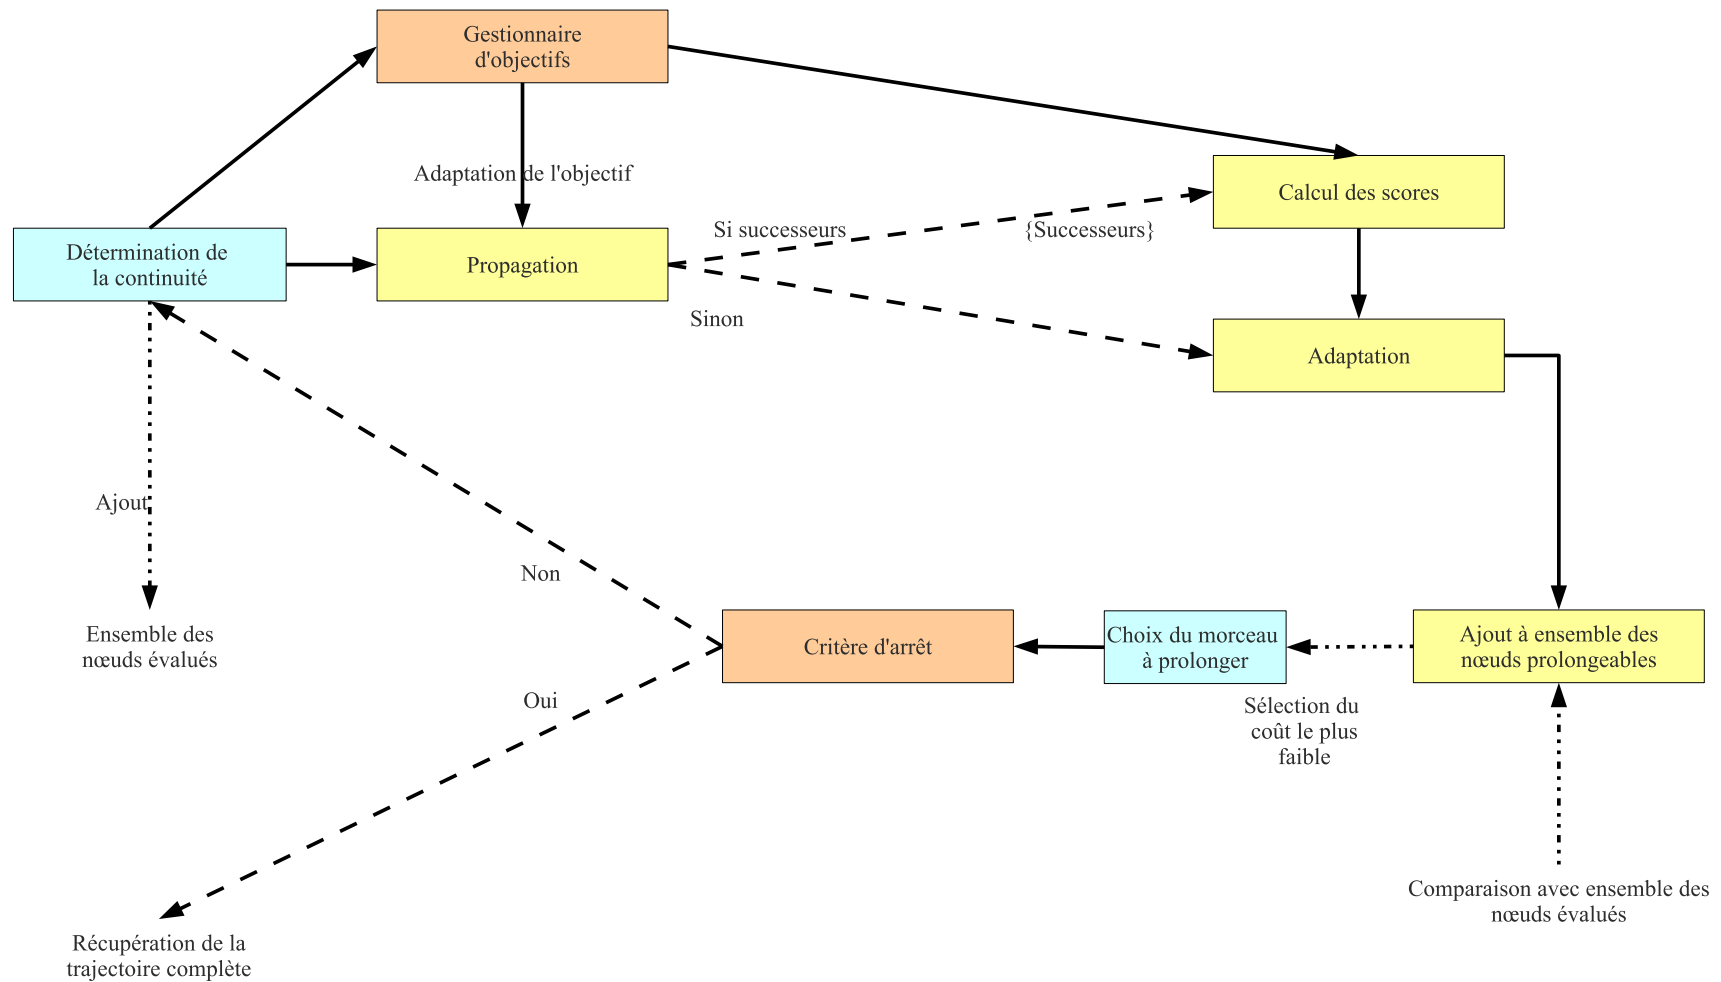 Gestionnaire
d'objectifs
Adaptation de l'objectif
Calcul des scores
Si successeurs
{Successeurs}
Détermination de
la continuité
Propagation
Sinon
Adaptation
Ajout
Non
Ensemble des
nœuds évalués
Critère d'arrêt
Choix du morceau
à prolonger
Ajout à ensemble des
nœuds prolongeables
Oui
Sélection du
coût le plus
faible
Comparaison avec ensemble des
nœuds évalués
Récupération de la
trajectoire complète